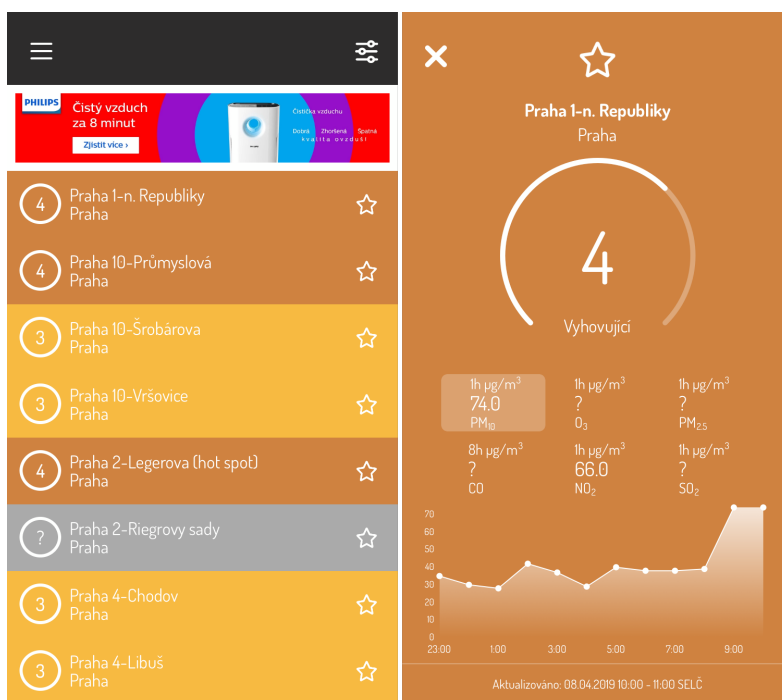 PHILIPS
Čistý vzduch
za 8 minut
Zjistit více ›
Čistička vzduchu
Dobrá Zhoršená Špatná
kvalita ovzduší
4
Praha 1-n. Republiky
Praha
4
Praha 10-Průmyslová
Praha
3
Praha 10-Šrobárova
Praha
3
Praha 10-Vršovice
Praha
4
Praha 2-Legerova (hot spot)
Praha
?
Praha 2-Riegrovy sady
Praha
3
Praha 4-Chodov
Praha
3
Praha 4-Libuš
Praha
Praha 1-n. Republiky
Praha
4
Vyhovující
1h µg/m³ 1h µg/m³ 1h µg/m³
74.0 ? ?
PM₁₀ O₃ PM₂.₅
8h µg/m³ 1h µg/m³ 1h µg/m³
? 66.0 ?
CO NO₂ SO₂
70
60
50
40
30
20
10
0
23:00 1:00 3:00 5:00 7:00 9:00
Aktualizováno: 08.04.2019 10:00 - 11:00 SELČ